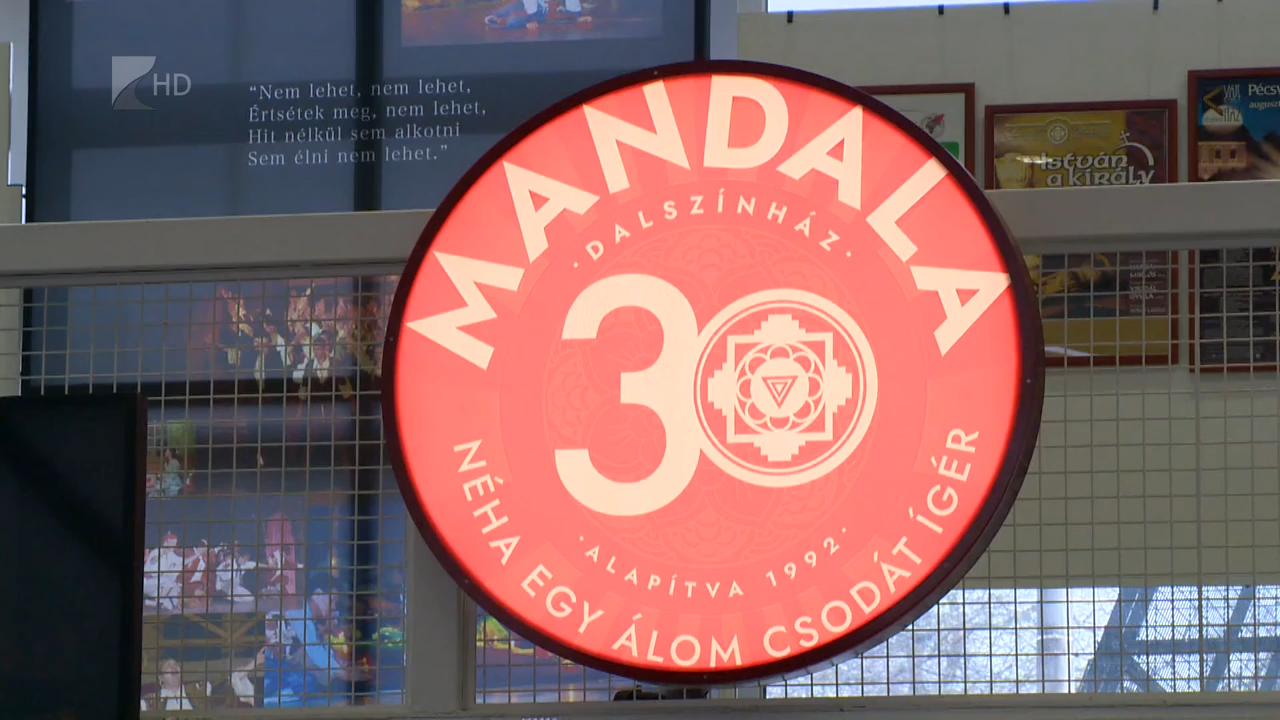 HD
“Nem lehet, nem lehet,
Értsétek meg, nem lehet,
Hit nélkül sem alkotni
Sem élni nem lehet.”
MANDALA
·DALSZÍNHÁZ·
30
·ALAPÍTVA 1992·
NÉHA EGY ÁLOM CSODÁT ÍGÉR
István
a király